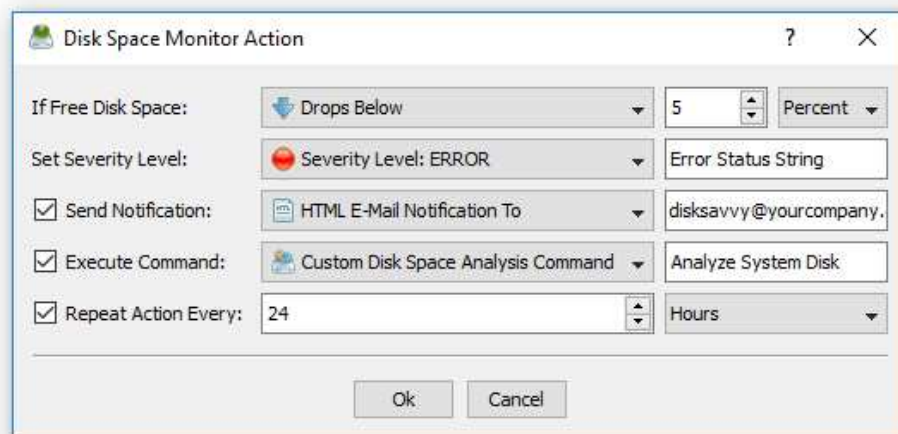 Disk Space Monitor Action ?
If Free Disk Space: Drops Below 5 Percent
Set Severity Level: Severity Level: ERROR Error Status String
Send Notification: HTML E-Mail Notification To disksavvy@yourcompany.
Execute Command: Custom Disk Space Analysis Command Analyze System Disk
Repeat Action Every: 24 Hours
Ok Cancel